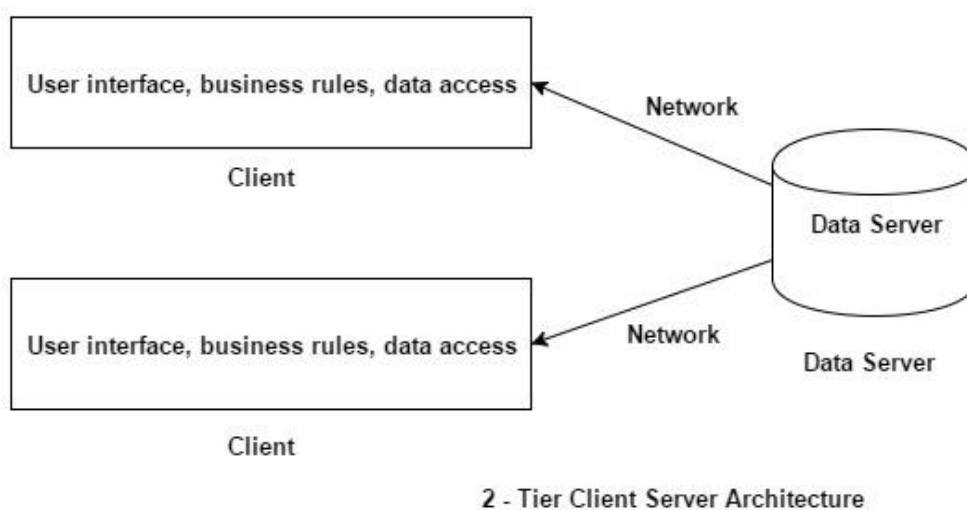 User interface, business rules, data access
Network
Client
Data Server
User interface, business rules, data access
Network
Data Server
Client
2 - Tier Client Server Architecture